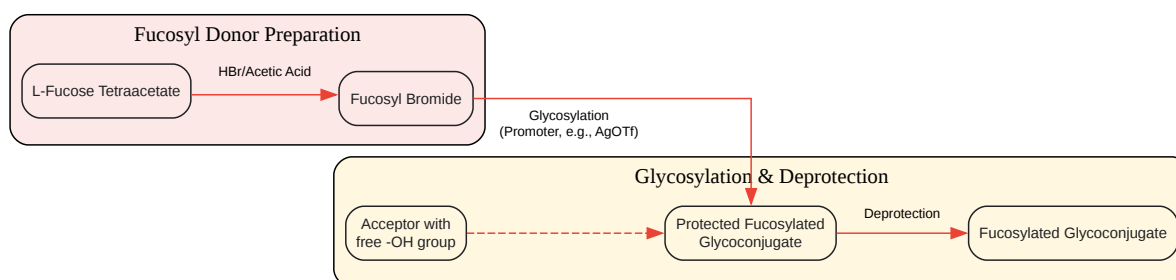 Fucosyl Donor Preparation
L-Fucose Tetraacetate
HBr/Acetic Acid
Fucosyl Bromide
Glycosylation
(Promoter, e.g., AgOTf)
Glycosylation & Deprotection
Acceptor with
free -OH group
Protected Fucosylated
Glycoconjugate
Deprotection
Fucosylated Glycoconjugate